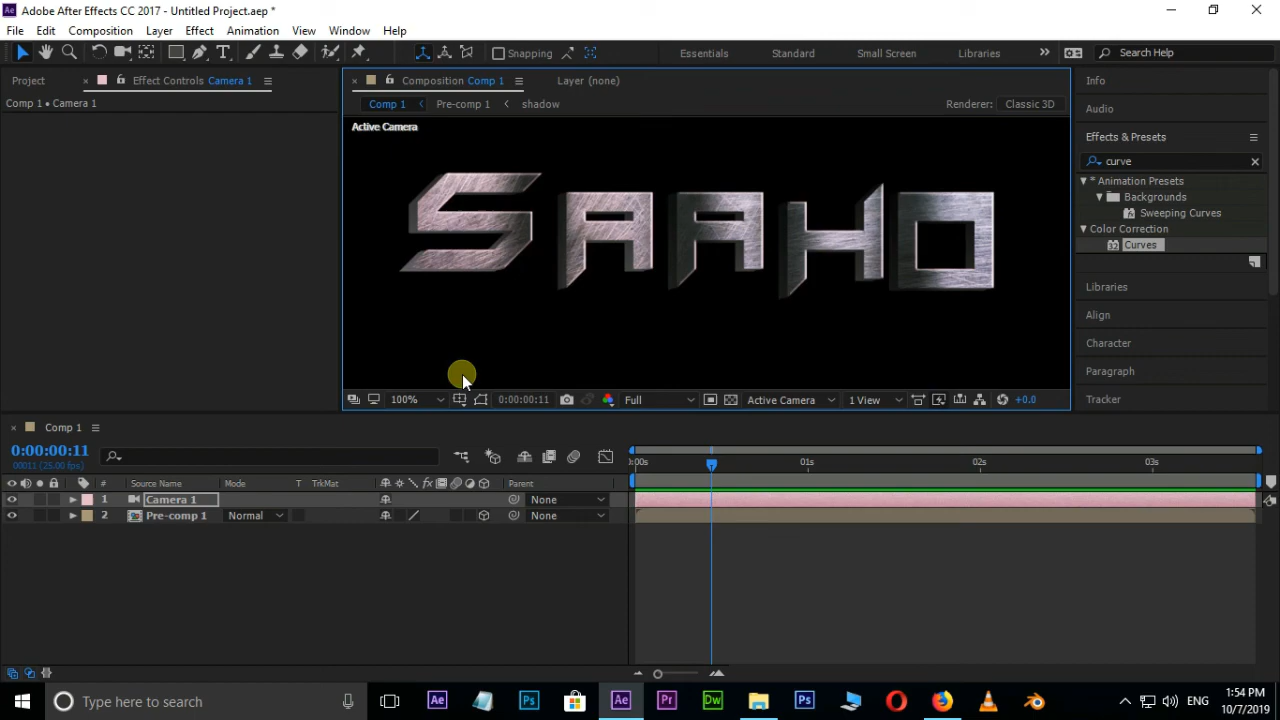 Adobe After Effects CC 2017 - Untitled Project.aep *
File Edit Composition Layer Effect Animation View Window Help
Snapping Essentials Standard Small Screen Libraries Search Help
Project Effect Controls Camera 1
Comp 1 • Camera 1
Composition Comp 1 Layer (none)
Comp 1 Pre-comp 1 shadow Renderer: Classic 3D
Active Camera
SAAHO
100% 0:00:00:11 Full Active Camera 1 View +0.0
Info
Audio
Effects & Presets
curve
* Animation Presets
Backgrounds
Sweeping Curves
Color Correction
Curves
Libraries
Align
Character
Paragraph
Tracker
Comp 1
0:00:00:11
00011 (25.00 fps)
:00s 01s 02s 03s
# Source Name Mode T TrkMat Parent
1 Camera 1 None
2 Pre-comp 1 Normal None
Type here to search
ENG
1:54 PM
10/7/2019